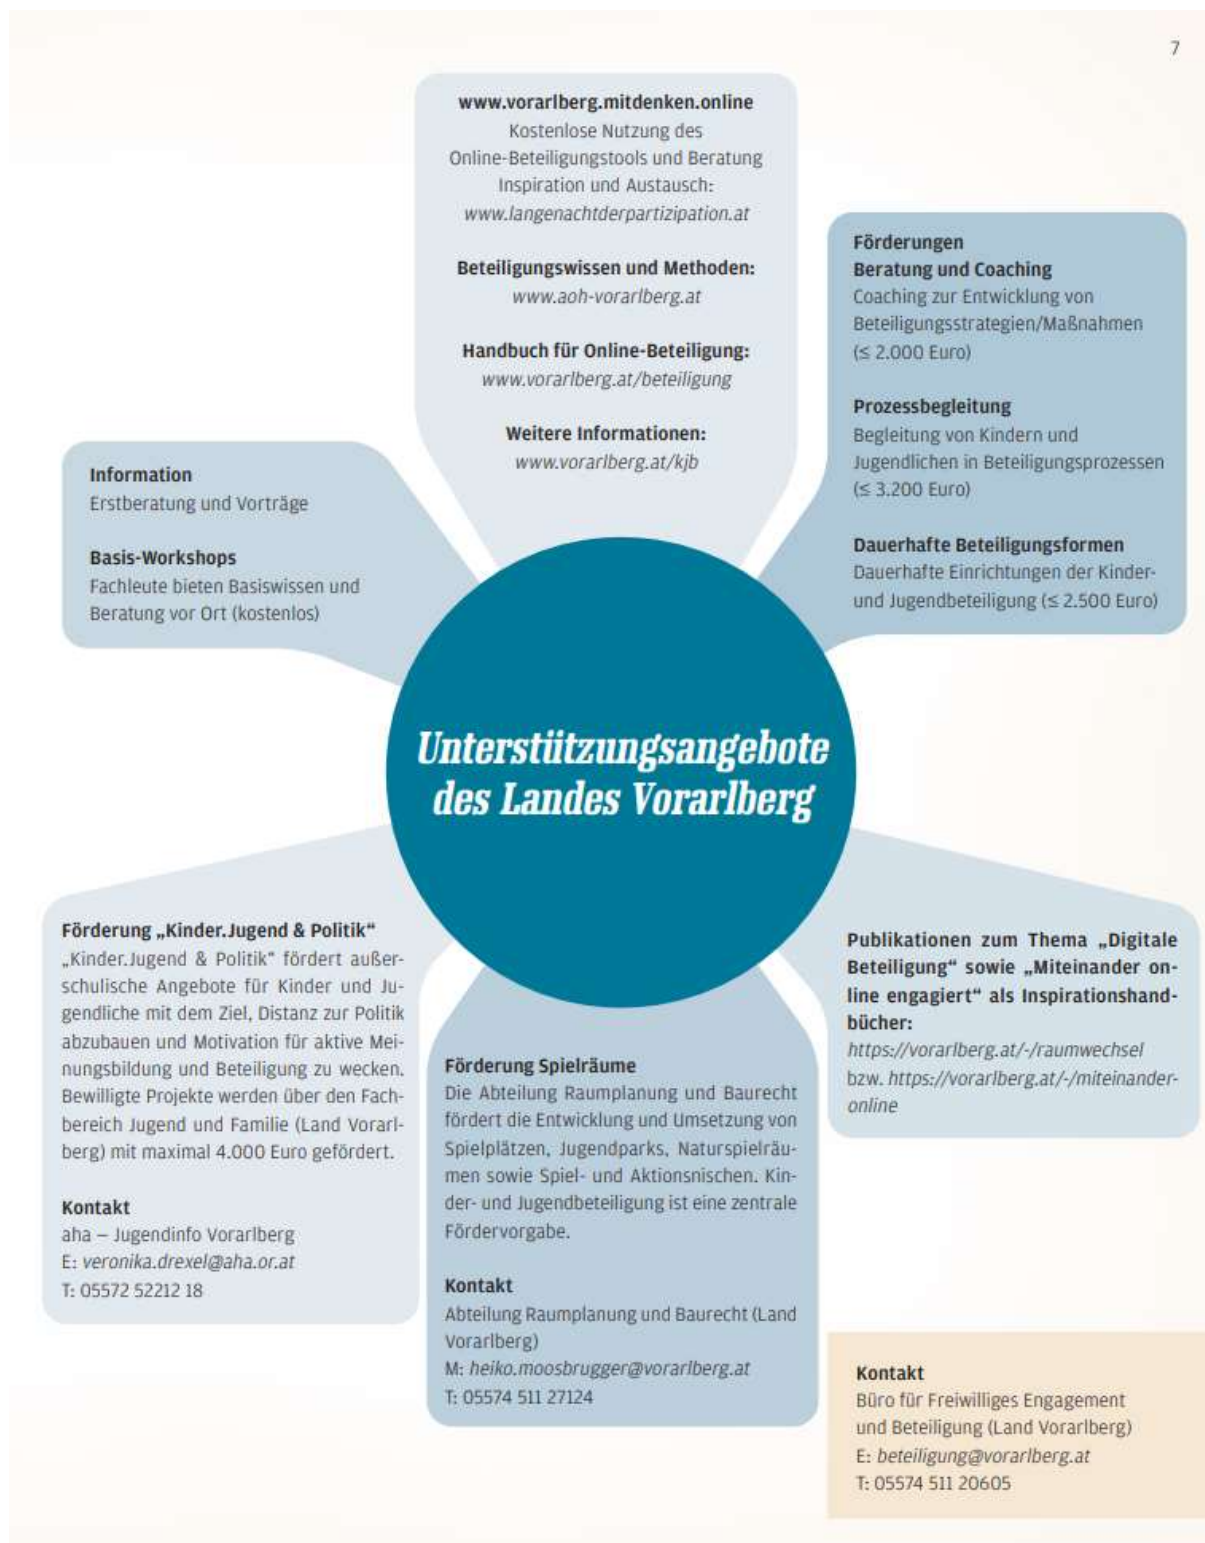 7
www.vorarlberg.mitdenken.online
Kostenlose Nutzung des
Online-Beteiligungstools und Beratung
Inspiration und Austausch:
www.langenachtderpartizipation.at
Beteiligungswissen und Methoden:
www.aoh-vorarlberg.at
Handbuch für Online-Beteiligung:
www.vorarlberg.at/beteiligung
Weitere Informationen:
www.vorarlberg.at/kjb
Förderungen
Beratung und Coaching
Coaching zur Entwicklung von
Beteiligungsstrategien/Maßnahmen
(≤ 2.000 Euro)
Prozessbegleitung
Begleitung von Kindern und
Jugendlichen in Beteiligungsprozessen
(≤ 3.200 Euro)
Dauerhafte Beteiligungsformen
Dauerhafte Einrichtungen der Kinder-
und Jugendbeteiligung (≤ 2.500 Euro)
Information
Erstberatung und Vorträge
Basis-Workshops
Fachleute bieten Basiswissen und
Beratung vor Ort (kostenlos)
Unterstützungsangebote
des Landes Vorarlberg
Förderung „Kinder.Jugend & Politik“
„Kinder.Jugend & Politik“ fördert außer-
schulische Angebote für Kinder und Ju-
gendliche mit dem Ziel, Distanz zur Politik
abzubauen und Motivation für aktive Mei-
nungsbildung und Beteiligung zu wecken.
Bewilligte Projekte werden über den Fach-
bereich Jugend und Familie (Land Vorarl-
berg) mit maximal 4.000 Euro gefördert.
Kontakt
aha – Jugendinfo Vorarlberg
E: veronika.drexel@aha.or.at
T: 05572 52212 18
Förderung Spielräume
Die Abteilung Raumplanung und Baurecht
fördert die Entwicklung und Umsetzung von
Spielplätzen, Jugendparks, Naturspielräu-
men sowie Spiel- und Aktionsnischen. Kin-
der- und Jugendbeteiligung ist eine zentrale
Fördervorgabe.
Kontakt
Abteilung Raumplanung und Baurecht (Land
Vorarlberg)
M: heiko.moosbrugger@vorarlberg.at
T: 05574 511 27124
Publikationen zum Thema „Digitale
Beteiligung“ sowie „Miteinander on-
line engagiert“ als Inspirationshand-
bücher:
https://vorarlberg.at/-/raumwechsel
bzw. https://vorarlberg.at/-/miteinander-
online
Kontakt
Büro für Freiwilliges Engagement
und Beteiligung (Land Vorarlberg)
E: beteiligung@vorarlberg.at
T: 05574 511 20605